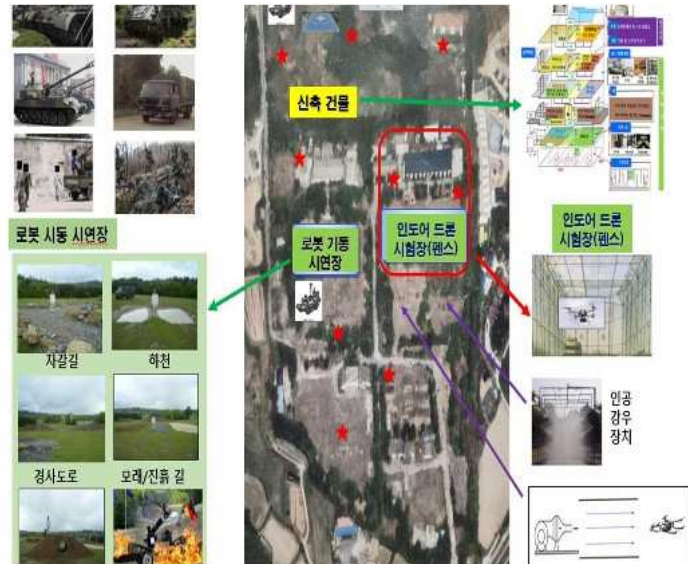 신축 건물
로봇 시동 시연장
로봇 기동
시연장
인도어 드론
시험장(펜스)
인도어 드론
시험장(펜스)
자갈길
하천
경사도로
모래/진흙 길
인공
강우
장치